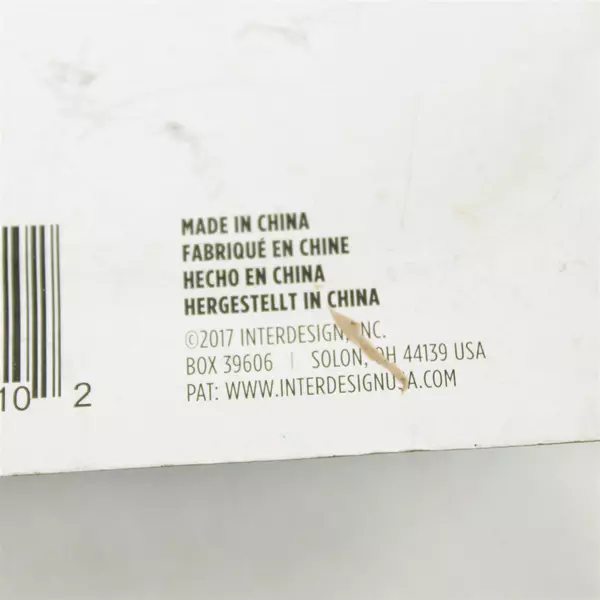 MADE IN CHINA
FABRIQUÉ EN CHINE
HECHO EN CHINA
HERGESTELLT IN CHINA
©2017 INTERDESIGN, INC.
BOX 39606 | SOLON, OH 44139 USA
PAT: WWW.INTERDESIGNUSA.COM
10 2